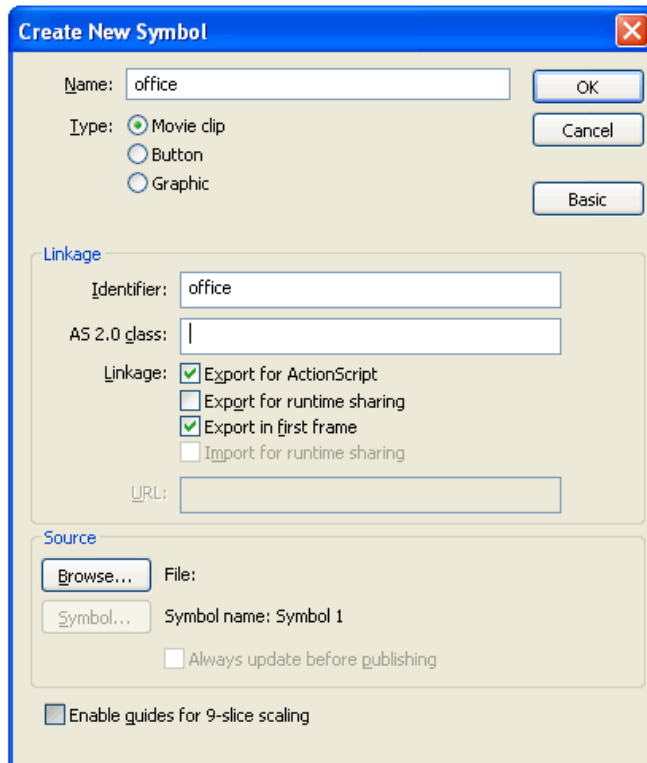 Create New Symbol
Name: office
OK
Type: Movie clip
Cancel
Button
Graphic
Basic
Linkage
Identifier: office
AS 2.0 class:
Linkage: Export for ActionScript
Export for runtime sharing
Export in first frame
Import for runtime sharing
URL:
Source
Browse... File:
Symbol... Symbol name: Symbol 1
Always update before publishing
Enable guides for 9-slice scaling